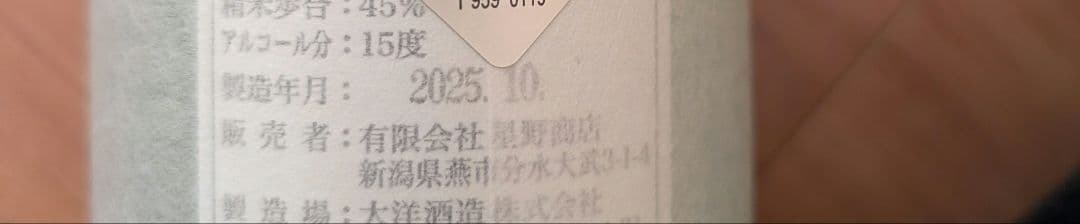 精米歩合：45%
〒959-0113
アルコール分：15度
製造年月： 2025. 10.
販売者：有限会社 星野商店
新潟県燕市分水大武3-1-4
製造場：大洋酒造株式会社